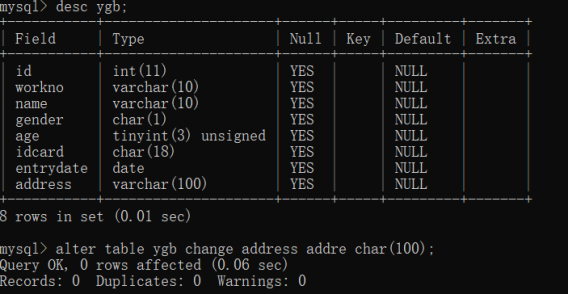 mysql> desc ygb;
+-----------+---------------------+------+-----+---------+-------+
| Field | Type | Null | Key | Default | Extra |
+-----------+---------------------+------+-----+---------+-------+
| id | int(11) | YES | | NULL | |
| workno | varchar(10) | YES | | NULL | |
| name | varchar(10) | YES | | NULL | |
| gender | char(1) | YES | | NULL | |
| age | tinyint(3) unsigned | YES | | NULL | |
| idcard | char(18) | YES | | NULL | |
| entrydate | date | YES | | NULL | |
| address | varchar(100) | YES | | NULL | |
+-----------+---------------------+------+-----+---------+-------+
8 rows in set (0.01 sec)
mysql> alter table ygb change address addre char(100);
Query OK, 0 rows affected (0.06 sec)
Records: 0  Duplicates: 0  Warnings: 0